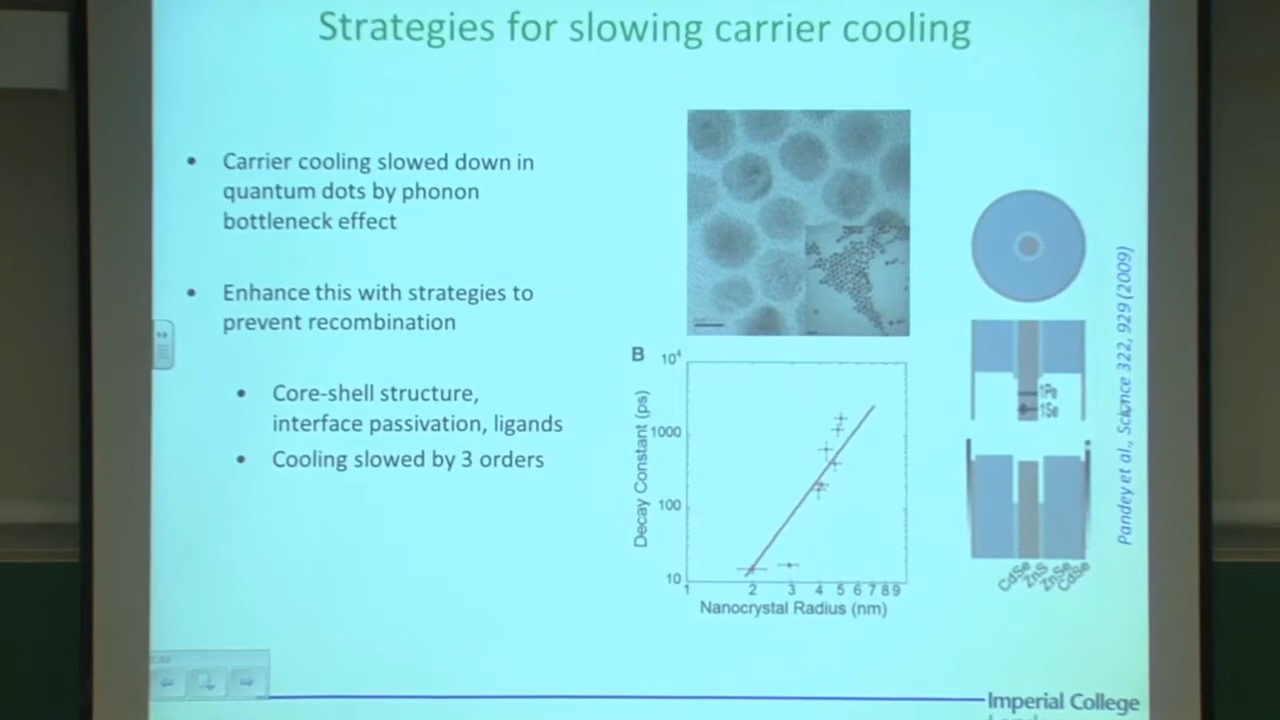 Strategies for slowing carrier cooling
• Carrier cooling slowed down in
quantum dots by phonon
bottleneck effect
• Enhance this with strategies to
prevent recombination
• Core-shell structure,
interface passivation, ligands
• Cooling slowed by 3 orders
B
10⁴
1000
100
10
Decay Constant (ps)
1 2 3 4 5 6 7 8 9
Nanocrystal Radius (nm)
1Pe
1Se
CdSe
ZnS
ZnSe
CdSe
Pandey et al., Science 322, 929 (2009)
Imperial College